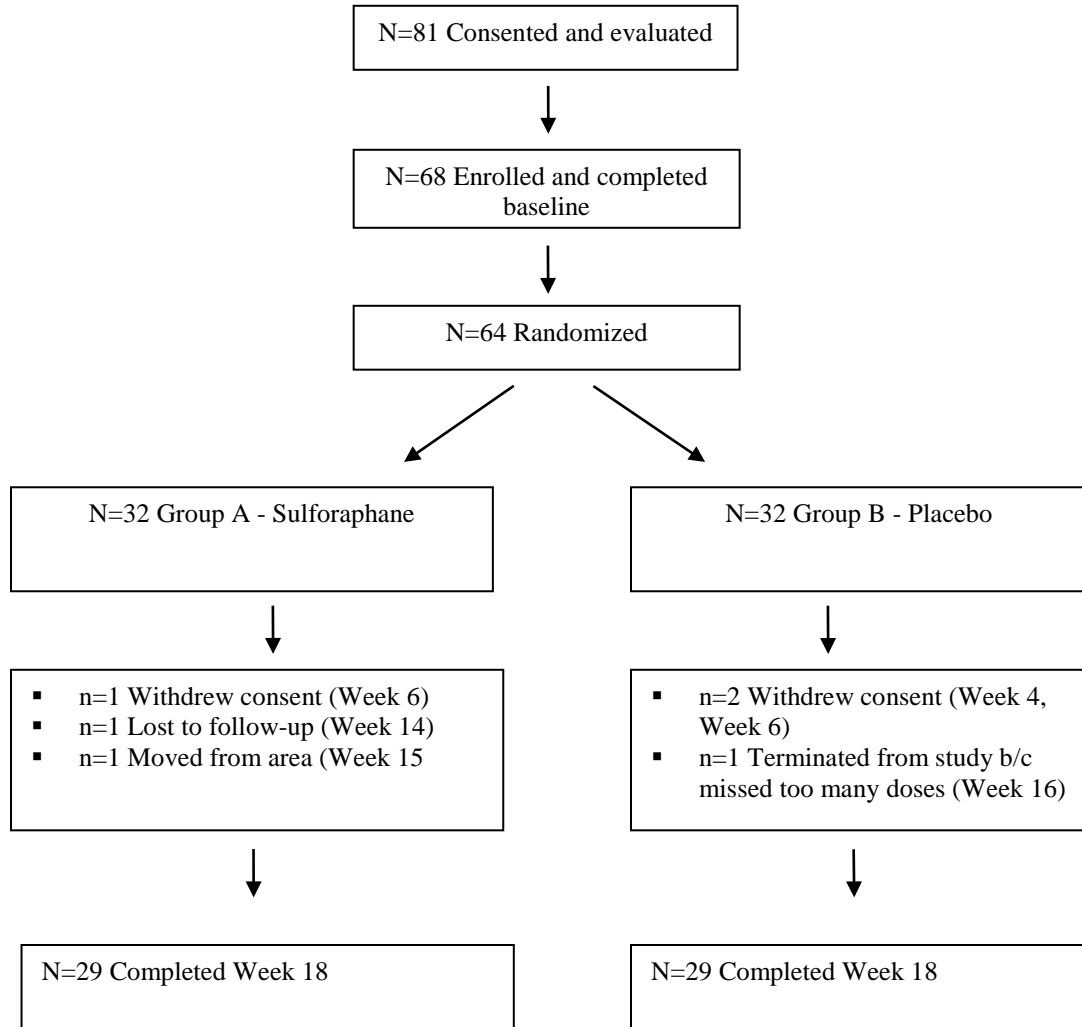 N=81 Consented and evaluated
N=68 Enrolled and completed
baseline
N=64 Randomized
N=32 Group A - Sulforaphane
N=32 Group B - Placebo
▪ n=1 Withdrew consent (Week 6)
▪ n=1 Lost to follow-up (Week 14)
▪ n=1 Moved from area (Week 15
▪ n=2 Withdrew consent (Week 4,
Week 6)
▪ n=1 Terminated from study b/c
missed too many doses (Week 16)
N=29 Completed Week 18
N=29 Completed Week 18